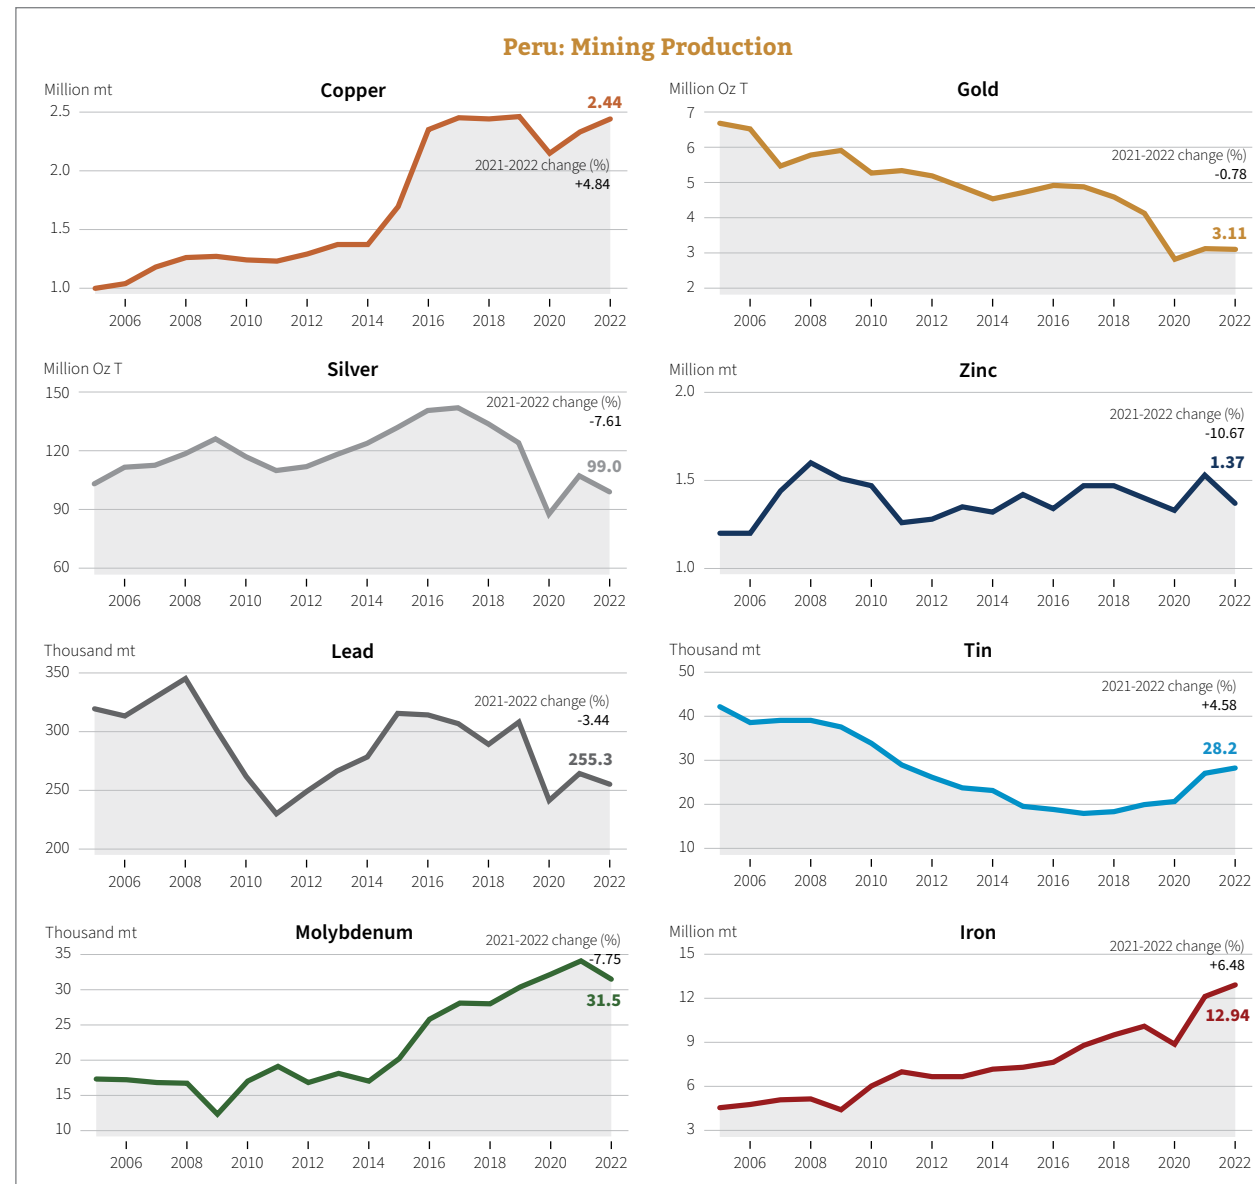 Peru: Mining Production
Million mt
Copper
2.44
2.5
2.0
1.5
1.0
2021-2022 change (%)
+4.84
2006 2008 2010 2012 2014 2016 2018 2020 2022
Million Oz T
Gold
7
6
5
4
3
2
2021-2022 change (%)
-0.78
3.11
2006 2008 2010 2012 2014 2016 2018 2020 2022
Million Oz T
Silver
150
120
90
60
2021-2022 change (%)
-7.61
99.0
2006 2008 2010 2012 2014 2016 2018 2020 2022
Million mt
Zinc
2.0
1.5
1.0
2021-2022 change (%)
-10.67
1.37
2006 2008 2010 2012 2014 2016 2018 2020 2022
Thousand mt
Lead
350
300
250
200
2021-2022 change (%)
-3.44
255.3
2006 2008 2010 2012 2014 2016 2018 2020 2022
Thousand mt
Tin
50
40
30
20
10
2021-2022 change (%)
+4.58
28.2
2006 2008 2010 2012 2014 2016 2018 2020 2022
Thousand mt
Molybdenum
35
30
25
20
15
10
2021-2022 change (%)
-7.75
31.5
2006 2008 2010 2012 2014 2016 2018 2020 2022
Million mt
Iron
15
12
9
6
3
2021-2022 change (%)
+6.48
12.94
2006 2008 2010 2012 2014 2016 2018 2020 2022